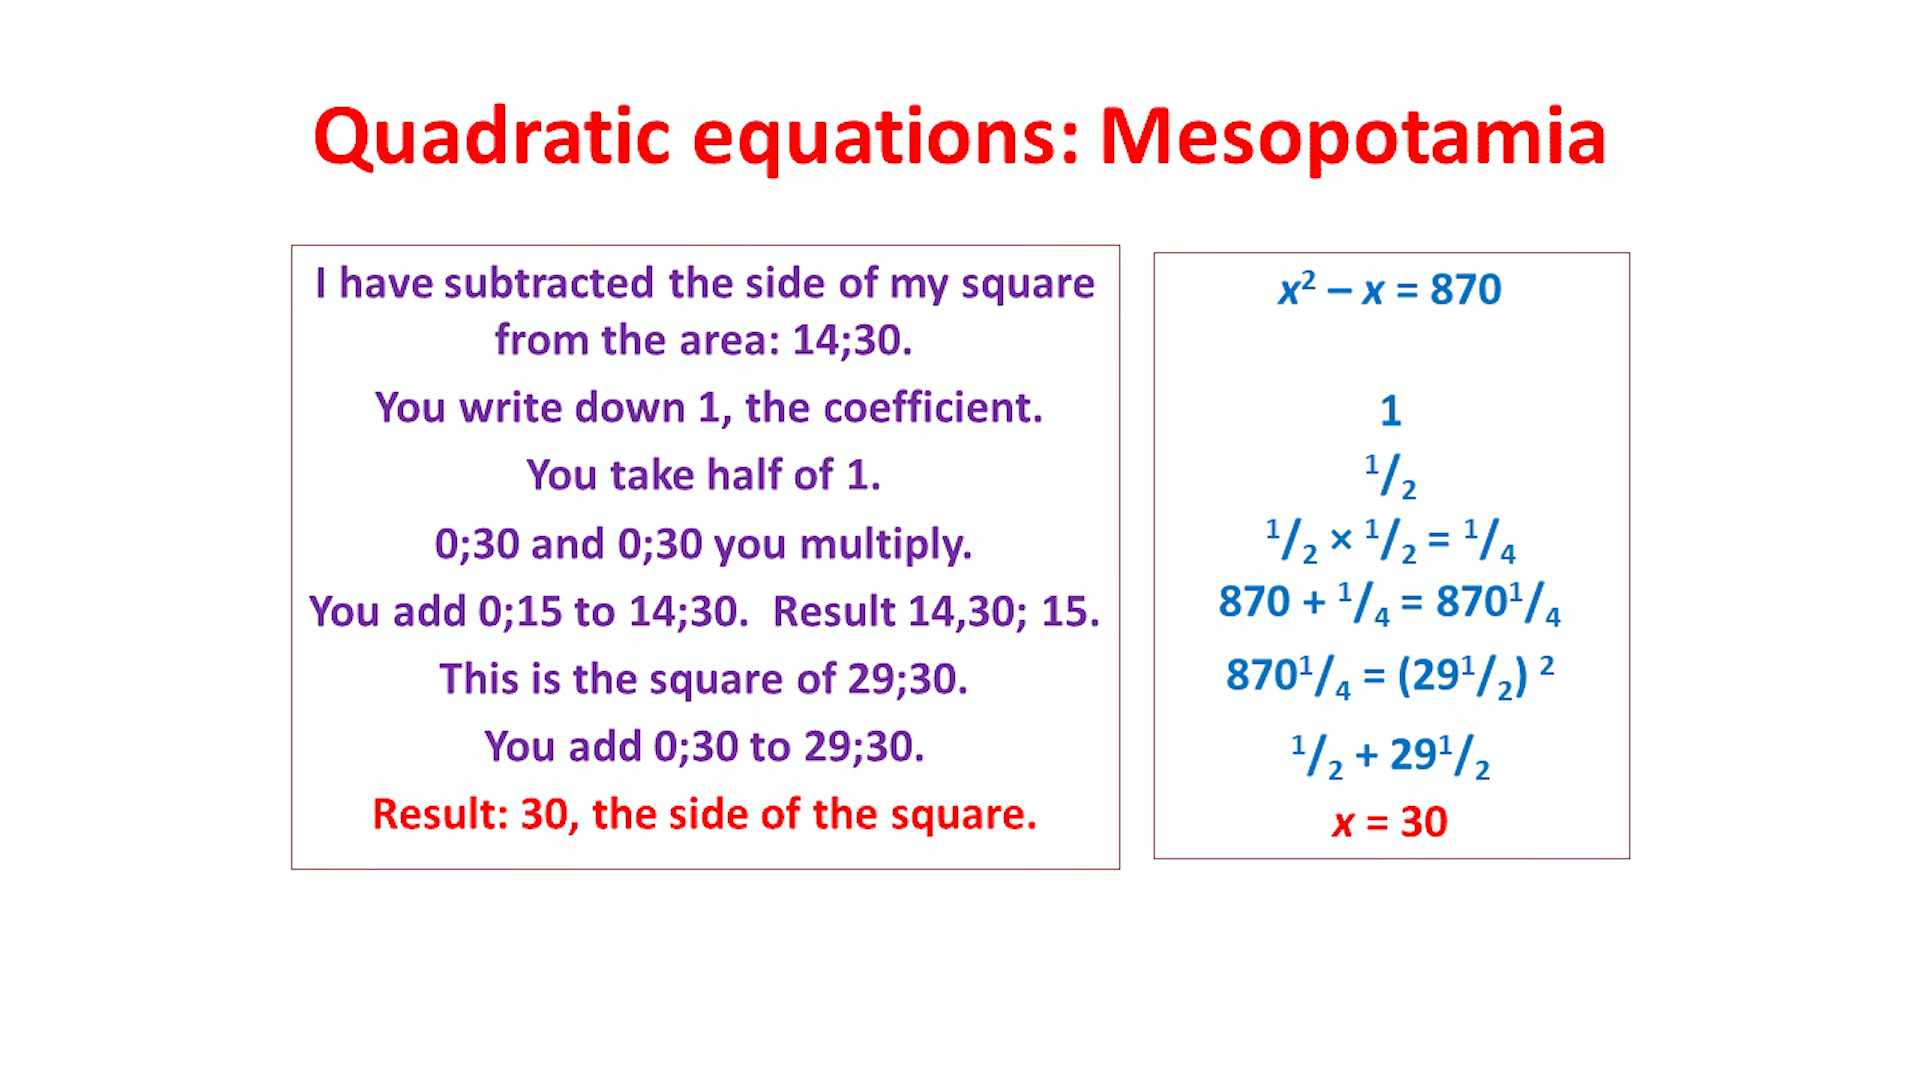 Quadratic equations: Mesopotamia
I have subtracted the side of my square
from the area: 14;30.
You write down 1, the coefficient.
You take half of 1.
0;30 and 0;30 you multiply.
You add 0;15 to 14;30.  Result 14,30; 15.
This is the square of 29;30.
You add 0;30 to 29;30.
Result: 30, the side of the square.
x² – x = 870
1
¹/₂
¹/₂ × ¹/₂ = ¹/₄
870 + ¹/₄ = 870¹/₄
870¹/₄ = (29¹/₂) ²
¹/₂ + 29¹/₂
x = 30